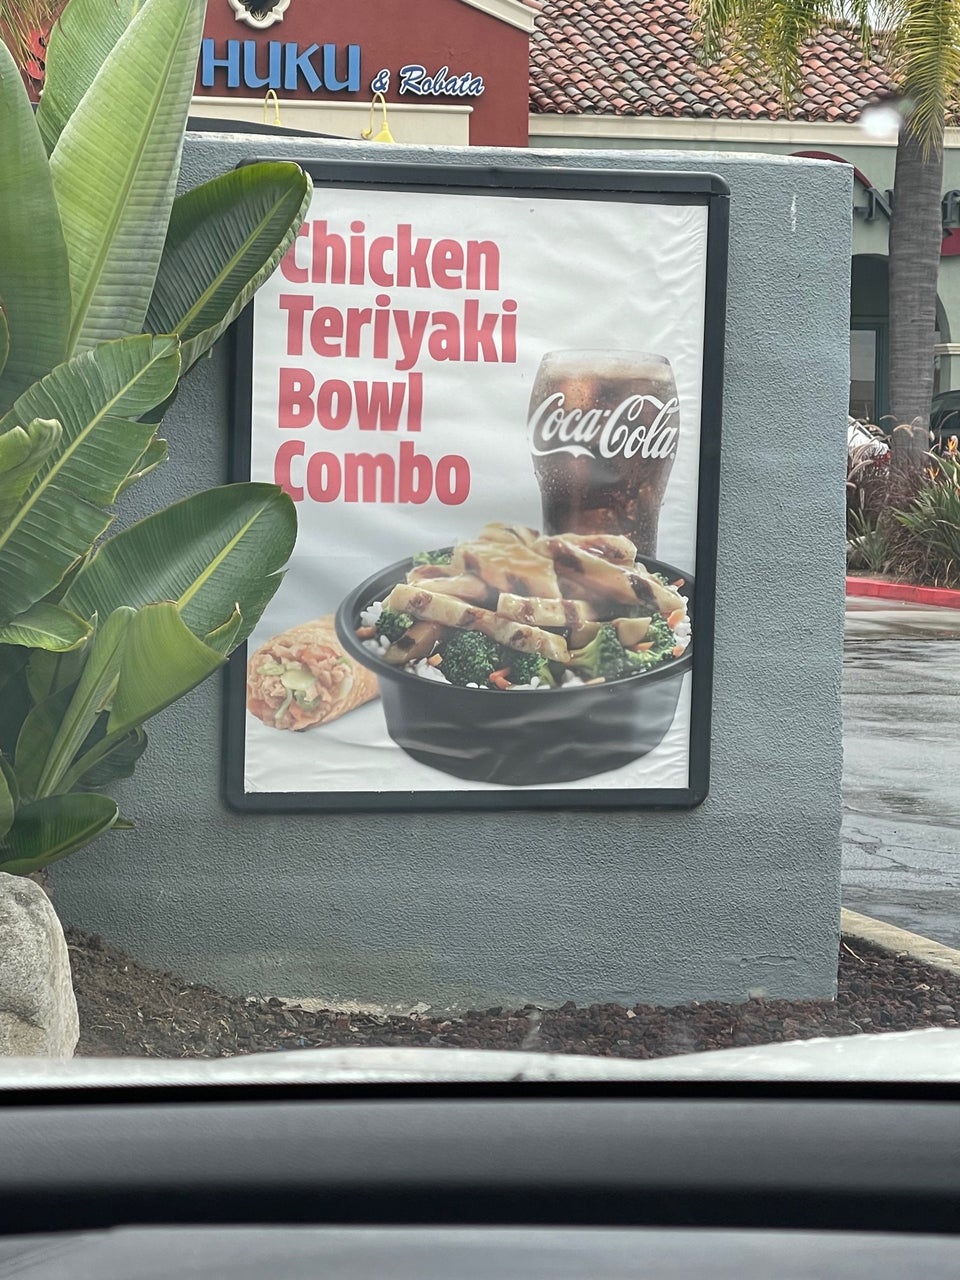 HUKU & Robata
Chicken
Teriyaki
Bowl
Combo
Coca-Cola